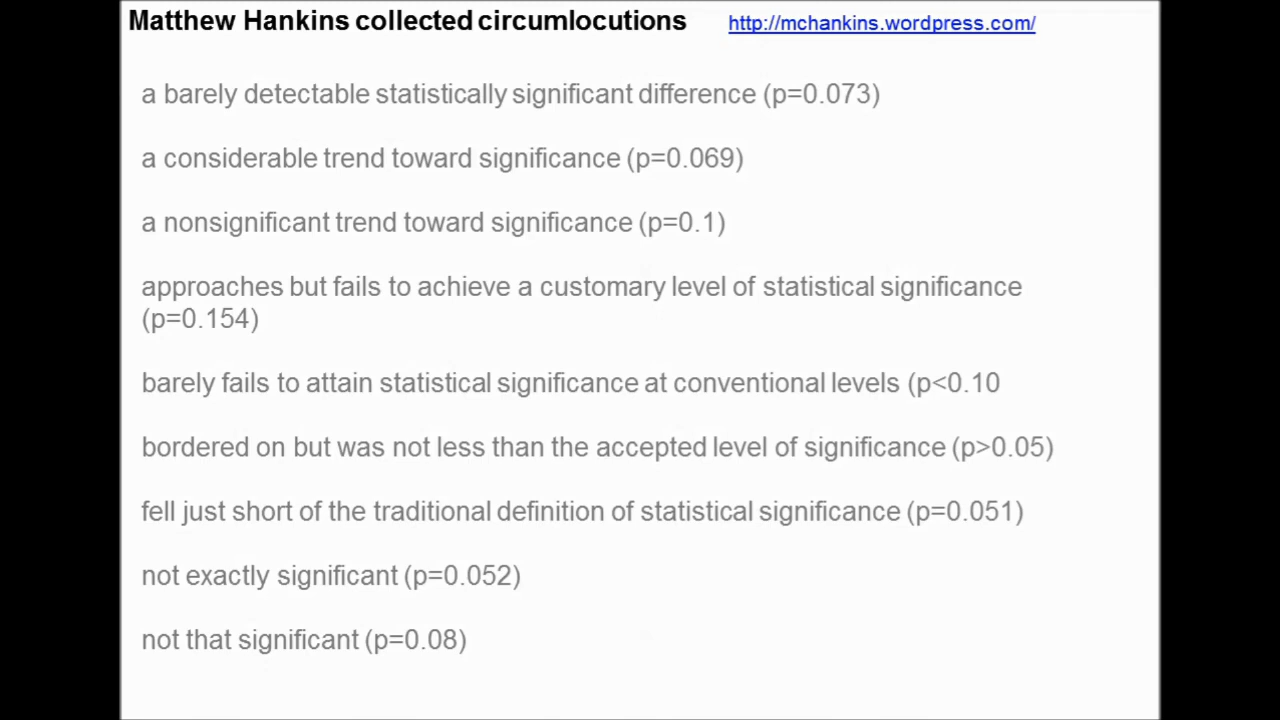 Matthew Hankins collected circumlocutions http://mchankins.wordpress.com/
a barely detectable statistically significant difference (p=0.073)
a considerable trend toward significance (p=0.069)
a nonsignificant trend toward significance (p=0.1)
approaches but fails to achieve a customary level of statistical significance
(p=0.154)
barely fails to attain statistical significance at conventional levels (p<0.10
bordered on but was not less than the accepted level of significance (p>0.05)
fell just short of the traditional definition of statistical significance (p=0.051)
not exactly significant (p=0.052)
not that significant (p=0.08)